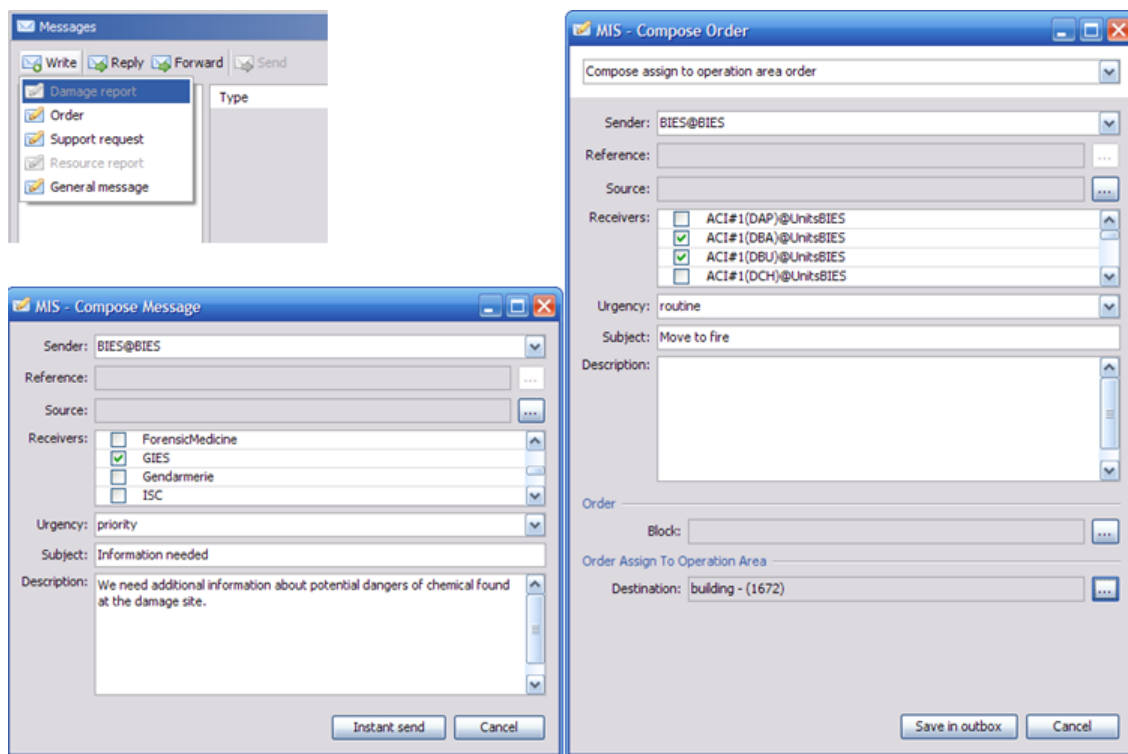 Messages
Write Reply Forward Send
Damage report
Order
Support request
Resource report
General message
Type
MIS - Compose Message
Sender: BIES@BIES
Reference:
...
Source:
...
Receivers:
ForensicMedicine
GIES
Gendarmerie
ISC
Urgency: priority
Subject: Information needed
Description: We need additional information about potential dangers of chemical found
at the damage site.
Instant send Cancel
MIS - Compose Order
Compose assign to operation area order
Sender: BIES@BIES
Reference:
...
Source:
...
Receivers:
ACI#1(DAP)@UnitsBIES
ACI#1(DBA)@UnitsBIES
ACI#1(DBU)@UnitsBIES
ACI#1(DCH)@UnitsBIES
Urgency: routine
Subject: Move to fire
Description:
Order
Block:
...
Order Assign To Operation Area
Destination: building - (1672)
...
Save in outbox Cancel